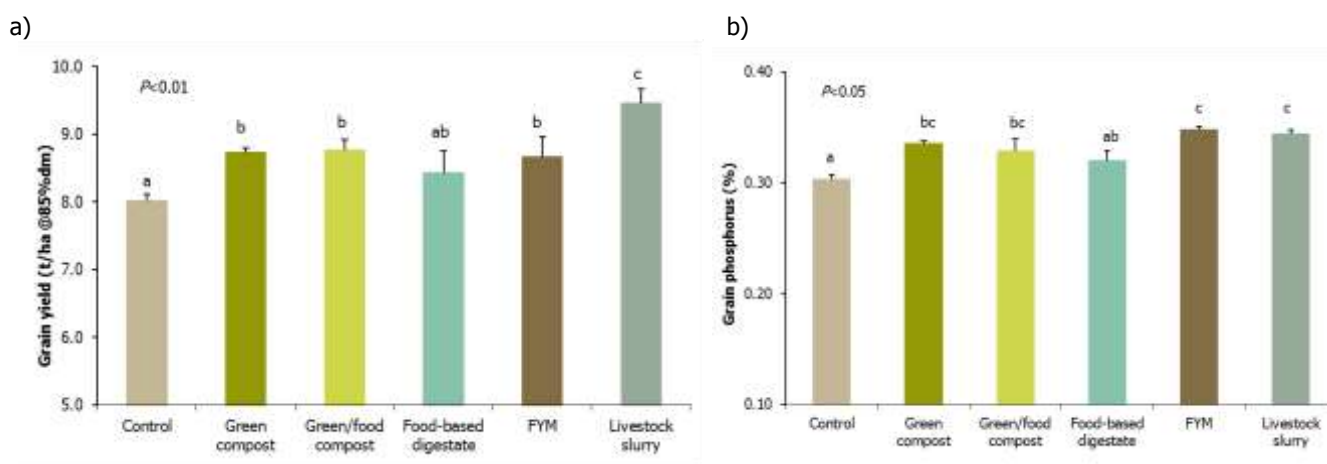 a)
Grain yield (t/ha @85%dm)
10.0
9.0
8.0
7.0
6.0
5.0
P<0.01
a
b
b
ab
b
c
Control
Green
compost
Green/food
compost
Food-based
digestate
FYM
Livestock
slurry
b)
Grain phosphorus (%)
0.40
0.30
0.20
0.10
P<0.05
a
bc
bc
ab
c
c
Control
Green
compost
Green/food
compost
Food-based
digestate
FYM
Livestock
slurry